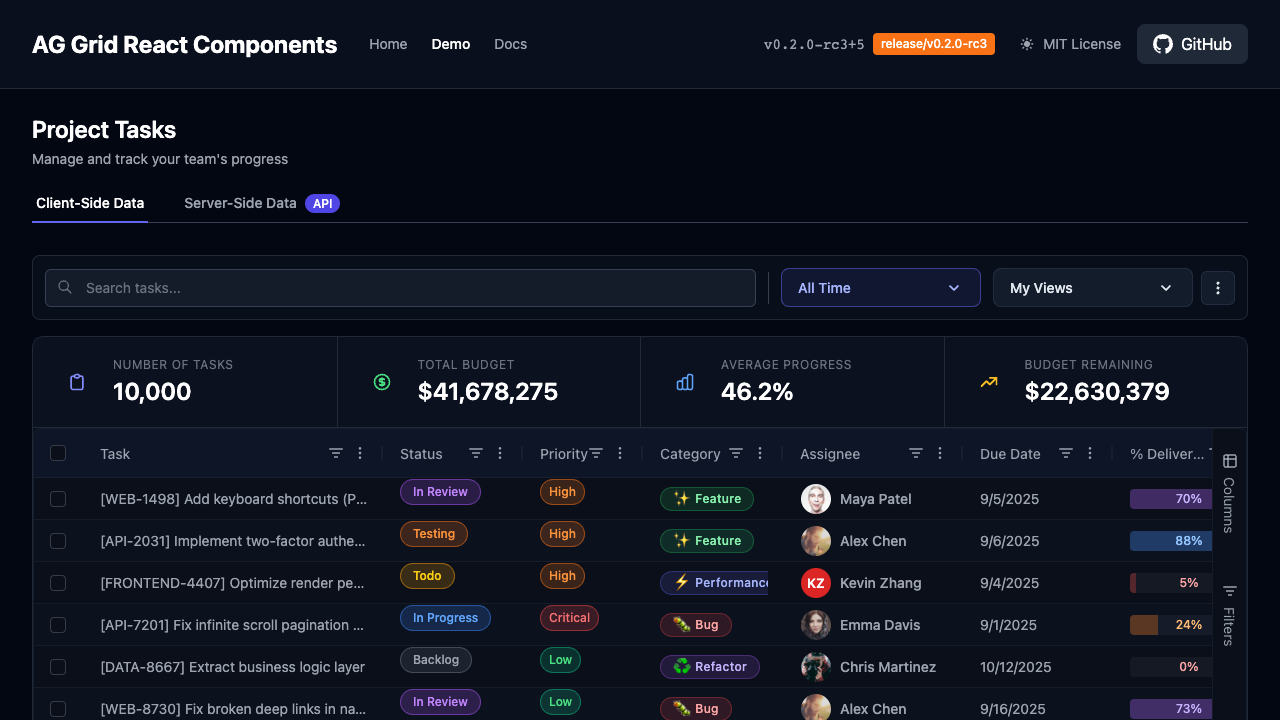 AG Grid React Components Home Demo Docs v0.2.0-rc3+5 release/v0.2.0-rc3 MIT License GitHub
Project Tasks
Manage and track your team's progress
Client-Side Data Server-Side Data API
Search tasks... All Time My Views
NUMBER OF TASKS TOTAL BUDGET AVERAGE PROGRESS BUDGET REMAINING
10,000 $41,678,275 46.2% $22,630,379
Task Status Priority Category Assignee Due Date % Deliver...
[WEB-1498] Add keyboard shortcuts (P... In Review High ✨ Feature Maya Patel 9/5/2025 70%
[API-2031] Implement two-factor authe... Testing High ✨ Feature Alex Chen 9/6/2025 88%
[FRONTEND-4407] Optimize render pe... Todo High ⚡ Performance KZ Kevin Zhang 9/4/2025 5%
[API-7201] Fix infinite scroll pagination ... In Progress Critical 🐛 Bug Emma Davis 9/1/2025 24%
[DATA-8667] Extract business logic layer Backlog Low ♻️ Refactor Chris Martinez 10/12/2025 0%
[WEB-8730] Fix broken deep links in na... In Review Low 🐛 Bug Alex Chen 9/16/2025 73%
Columns
Filters